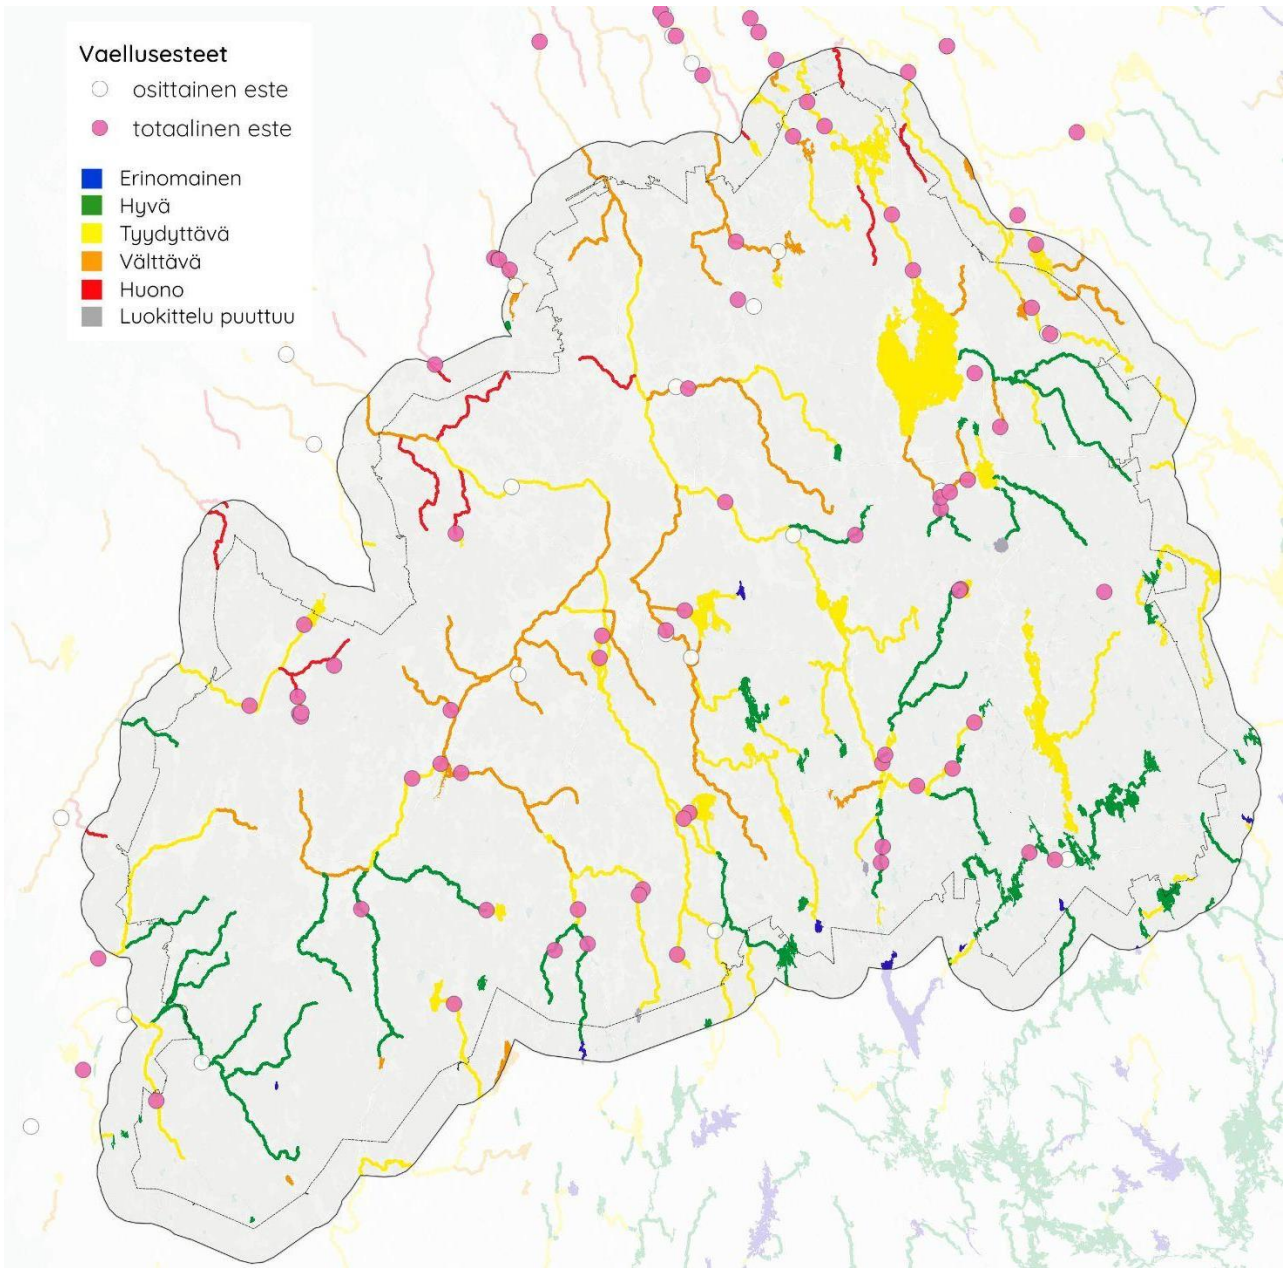 Vaellusesteet
osittainen este
totaalinen este
Erinomainen
Hyvä
Tyydyttävä
Välttävä
Huono
Luokittelu puuttuu